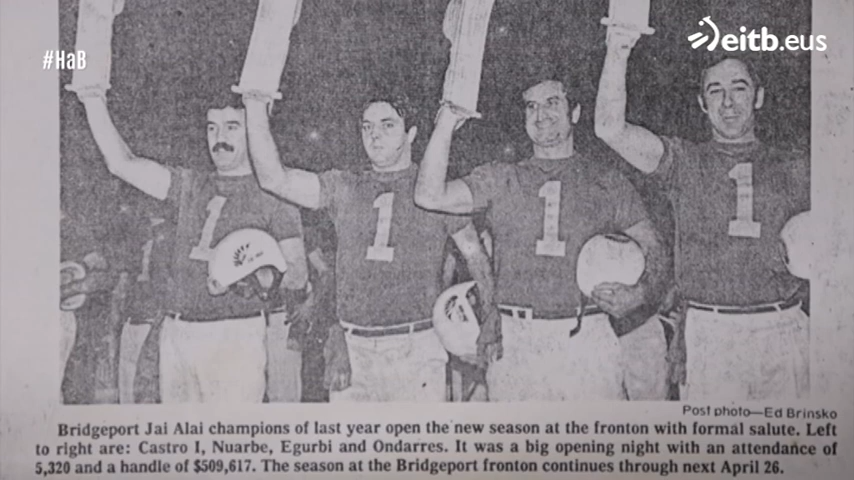 #HaB
eitb.eus
1 1 1 1
Post photo—Ed Brinsko
Bridgeport Jai Alai champions of last year open the new season at the fronton with formal salute. Left
to right are: Castro I, Nuarbe, Egurbi and Ondarres. It was a big opening night with an attendance of
5,320 and a handle of $509,617. The season at the Bridgeport fronton continues through next April 26.